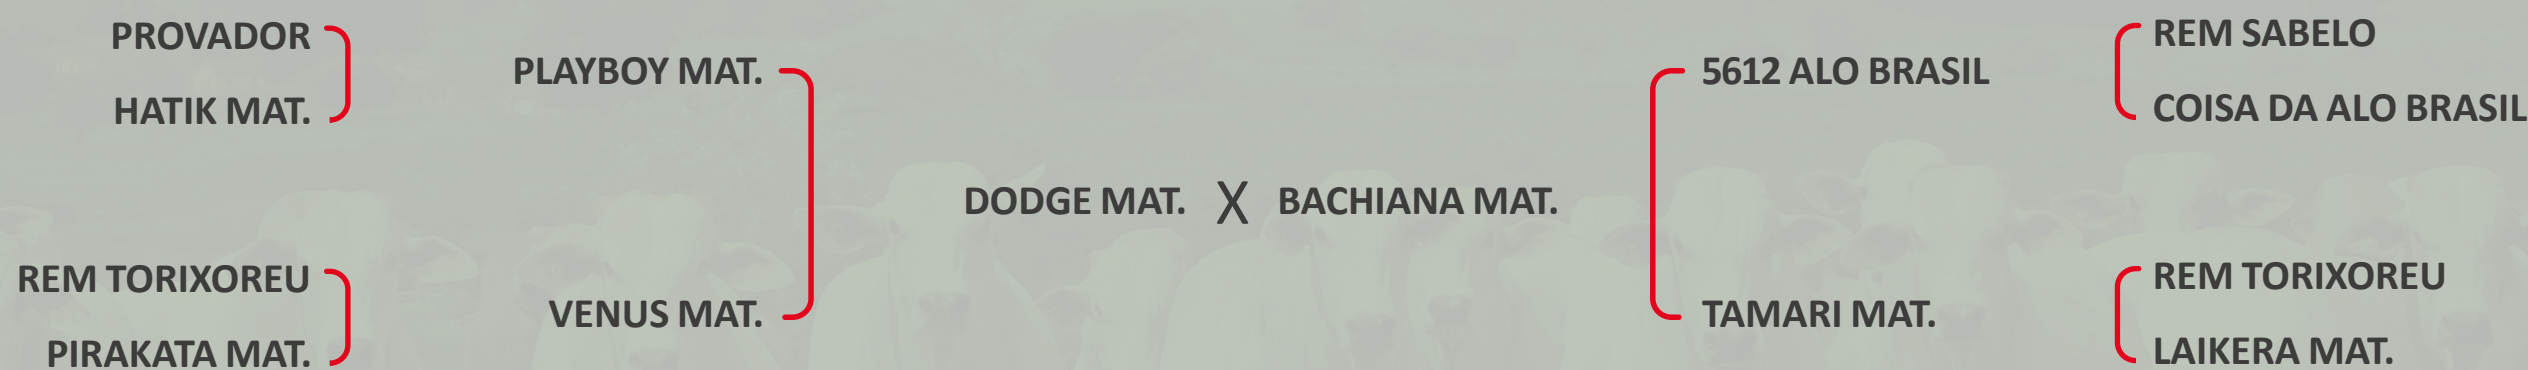 PROVADOR
HATIK MAT.
PLAYBOY MAT.
REM TORIXOREU
PIRAKATA MAT.
VENUS MAT.
DODGE MAT. X BACHIANA MAT.
5612 ALO BRASIL
REM SABELO
COISA DA ALO BRASIL
TAMARI MAT.
REM TORIXOREU
LAIKERA MAT.